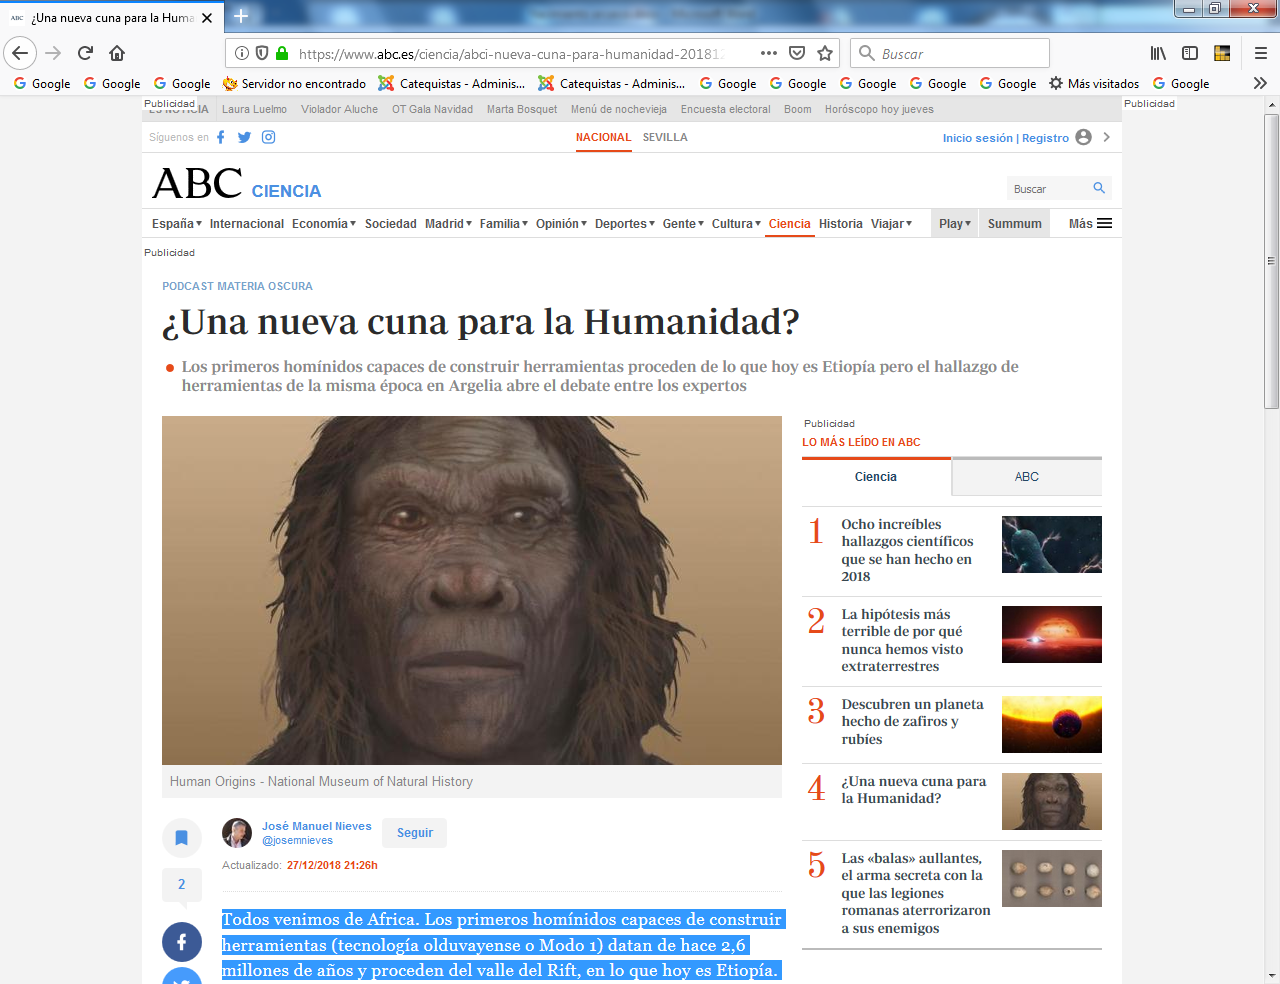 ABC ¿Una nueva cuna para la Huma
https://www.abc.es/ciencia/abci-nueva-cuna-para-humanidad-201812
Buscar
Google Google Google Servidor no encontrado Catequistas - Adminis... Catequistas - Adminis... Google Google Google Google Google Más visitados Google
Publicidad
Publicidad
ES NOTICIA Laura Luelmo Violador Aluche OT Gala Navidad Marta Bosquet Menú de nochevieja Encuesta electoral Boom Horóscopo hoy jueves
Síguenos en
NACIONAL SEVILLA
Inicio sesión | Registro
ABC CIENCIA
Buscar
España Internacional Economía Sociedad Madrid Familia Opinión Deportes Gente Cultura Ciencia Historia Viajar Play Summum Más
Publicidad
PODCAST MATERIA OSCURA
¿Una nueva cuna para la Humanidad?
Los primeros homínidos capaces de construir herramientas proceden de lo que hoy es Etiopía pero el hallazgo de
herramientas de la misma época en Argelia abre el debate entre los expertos
Human Origins - National Museum of Natural History
José Manuel Nieves
@josemnieves
Seguir
Actualizado: 27/12/2018 21:26h
2
Todos venimos de Africa. Los primeros homínidos capaces de construir
herramientas (tecnología olduvayense o Modo 1) datan de hace 2,6
millones de años y proceden del valle del Rift, en lo que hoy es Etiopía.
Publicidad
LO MÁS LEÍDO EN ABC
Ciencia ABC
1 Ocho increíbles
hallazgos científicos
que se han hecho en
2018
2 La hipótesis más
terrible de por qué
nunca hemos visto
extraterrestres
3 Descubren un planeta
hecho de zafiros y
rubíes
4 ¿Una nueva cuna para
la Humanidad?
5 Las «balas» aullantes,
el arma secreta con la
que las legiones
romanas aterrorizaron
a sus enemigos